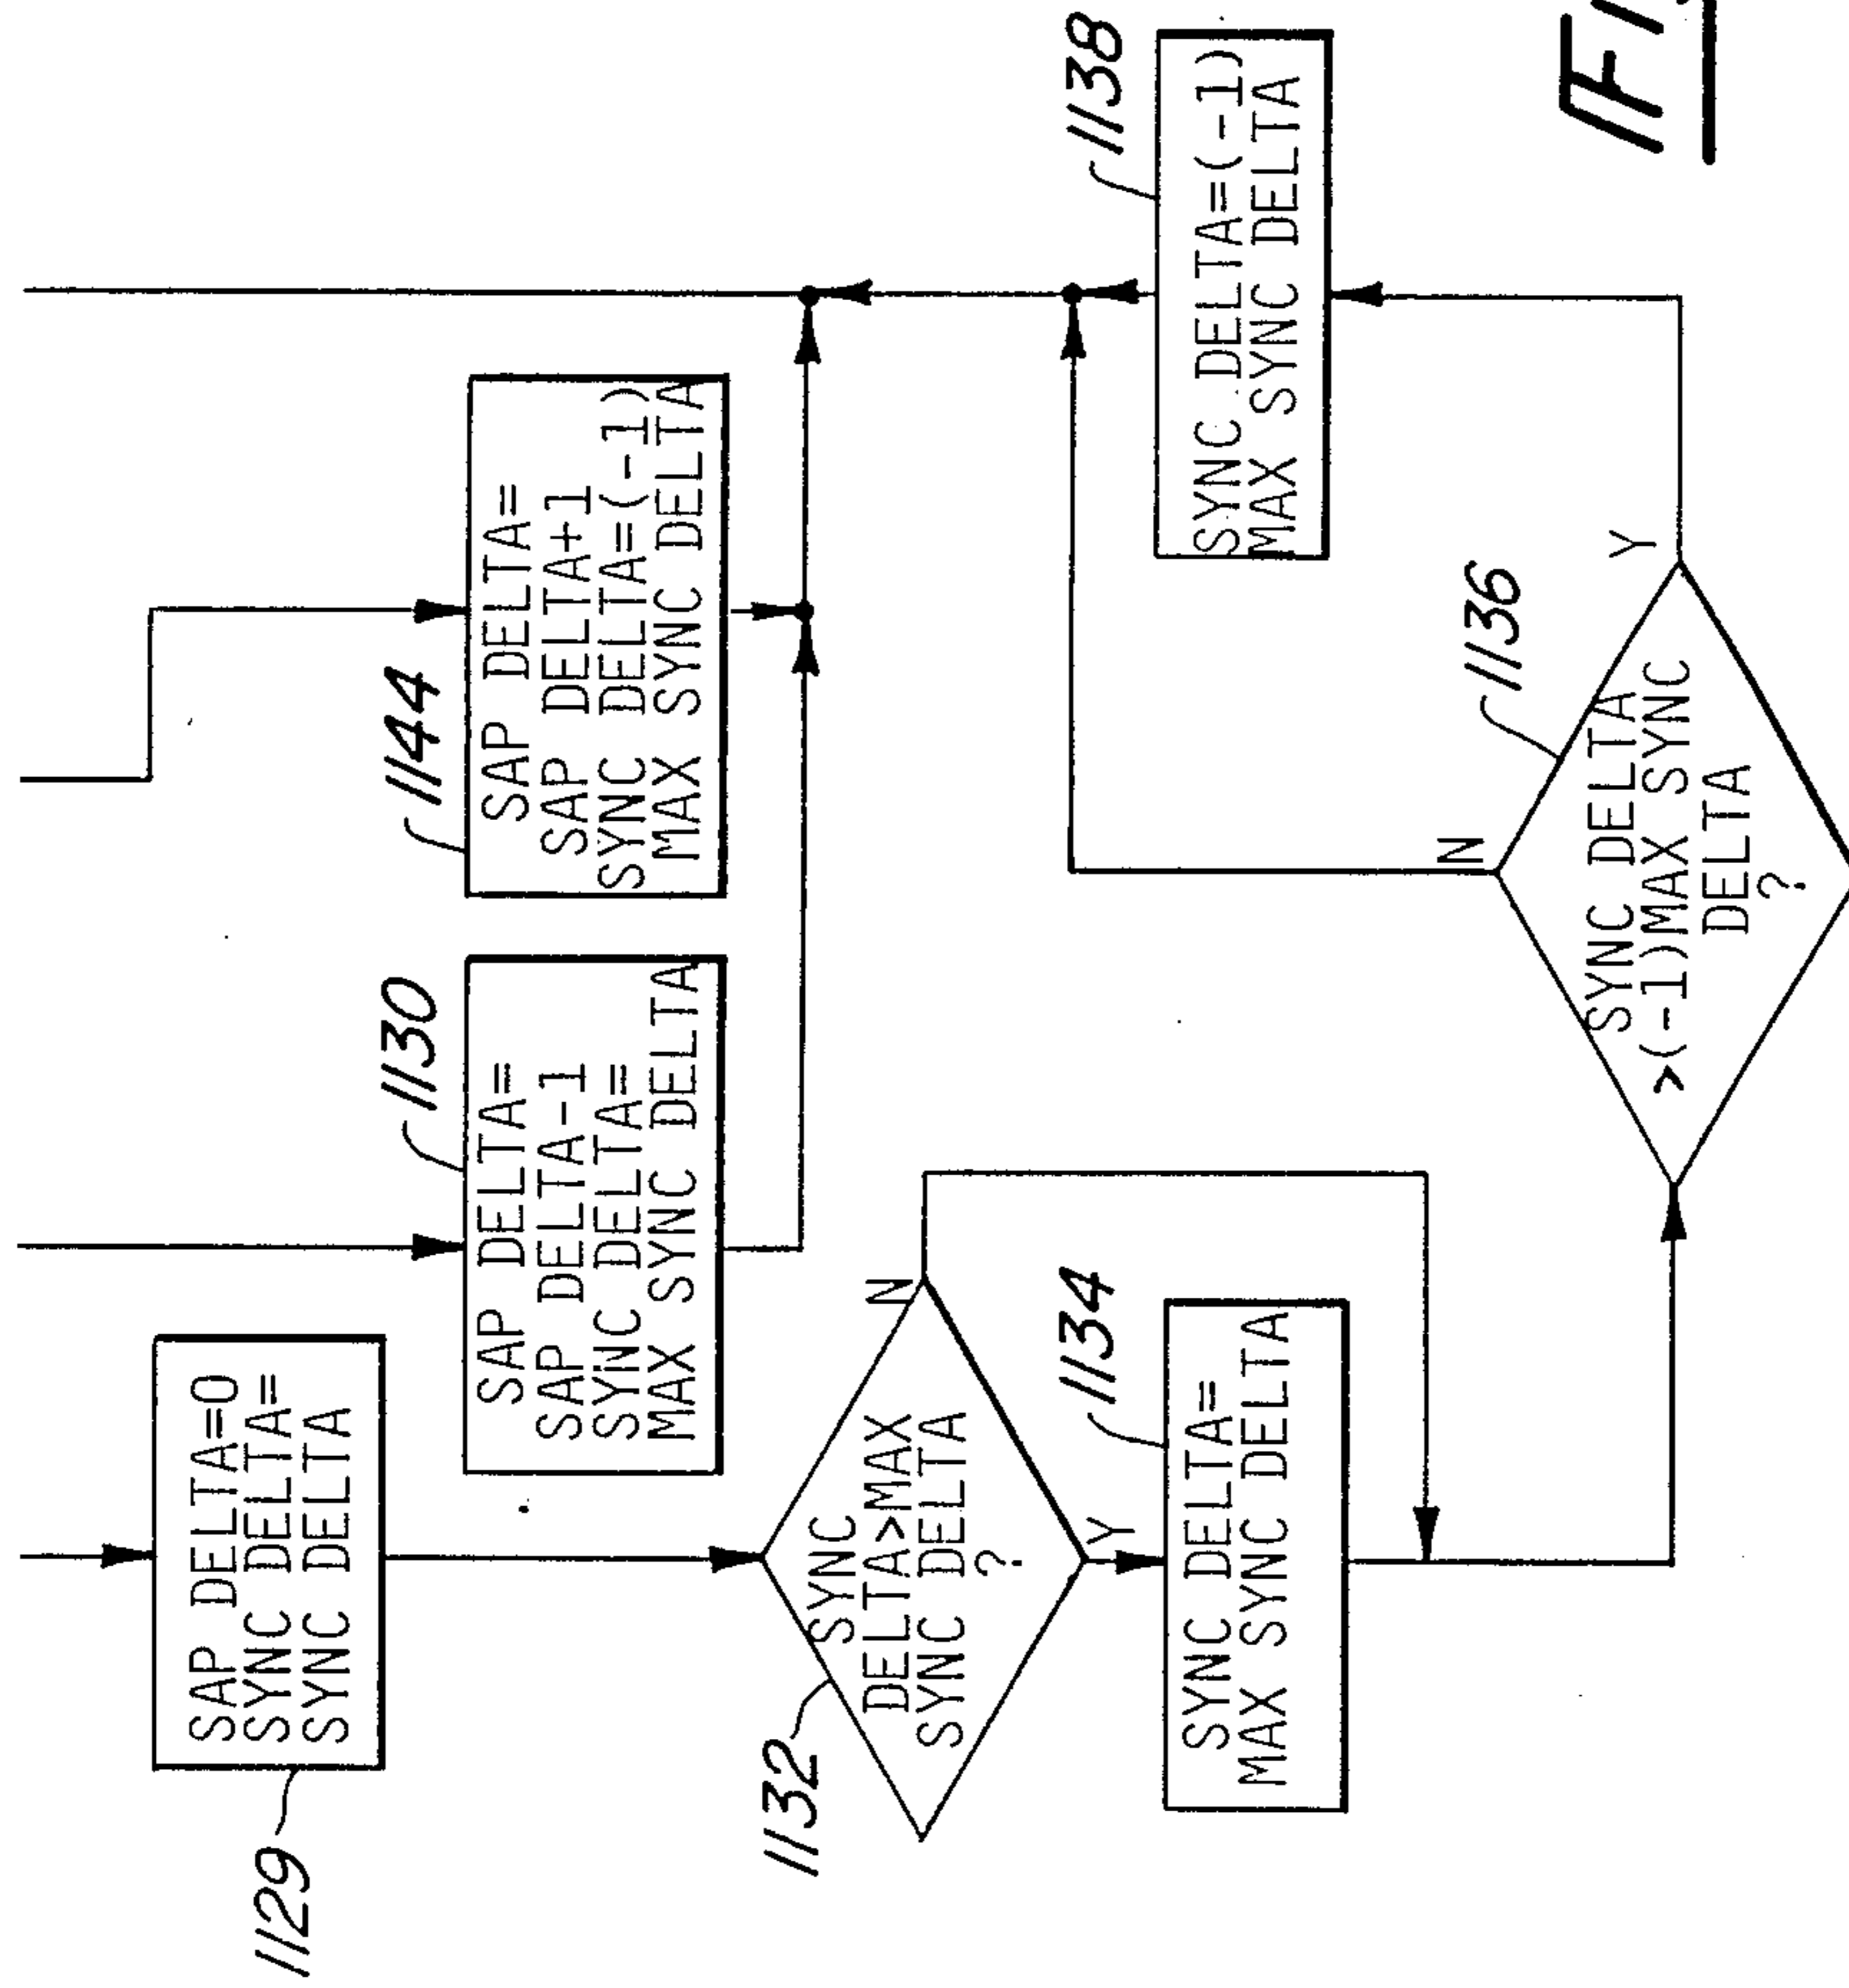 1129
SAP DELTA=0
SYNC DELTA=
SYNC DELTA
1130
SAP DELTA=
SAP DELTA-1
SYNC DELTA=
MAX SYNC DELTA
1144
SAP DELTA=
SAP DELTA+1
SYNC DELTA=(-1)
MAX SYNC DELTA
1132
SYNC
DELTA>MAX
SYNC DELTA
?
N
Y
1134
SYNC DELTA=
MAX SYNC DELTA
1136
SYNC DELTA
>(-1)MAX SYNC
DELTA
?
N
Y
1138
SYNC DELTA=(-1)
MAX SYNC DELTA